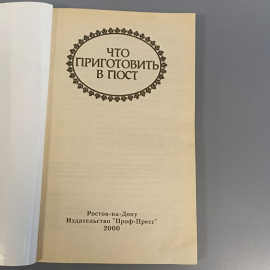 ЧТО
ПРИГОТОВИТЬ
В ПОСТ
Ростов-на-Дону
Издательство "Проф-Пресс"
2000